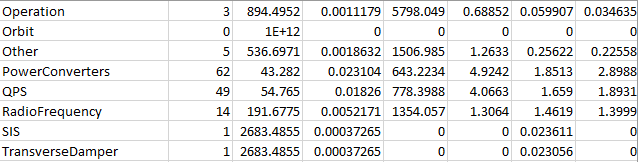 Operation 3 894.4952 0.0011179 5798.049 0.68852 0.059907 0.034635
Orbit 0 1E+12 0 0 0 0 0
Other 5 536.6971 0.0018632 1506.985 1.2633 0.25622 0.22558
PowerConverters 62 43.282 0.023104 643.2234 4.9242 1.8513 2.8988
QPS 49 54.765 0.01826 778.3988 4.0663 1.659 1.8931
RadioFrequency 14 191.6775 0.0052171 1354.057 1.3064 1.4619 1.3999
SIS 1 2683.4855 0.00037265 0 0 0.023611 0
TransverseDamper 1 2683.4855 0.00037265 0 0 0.023056 0